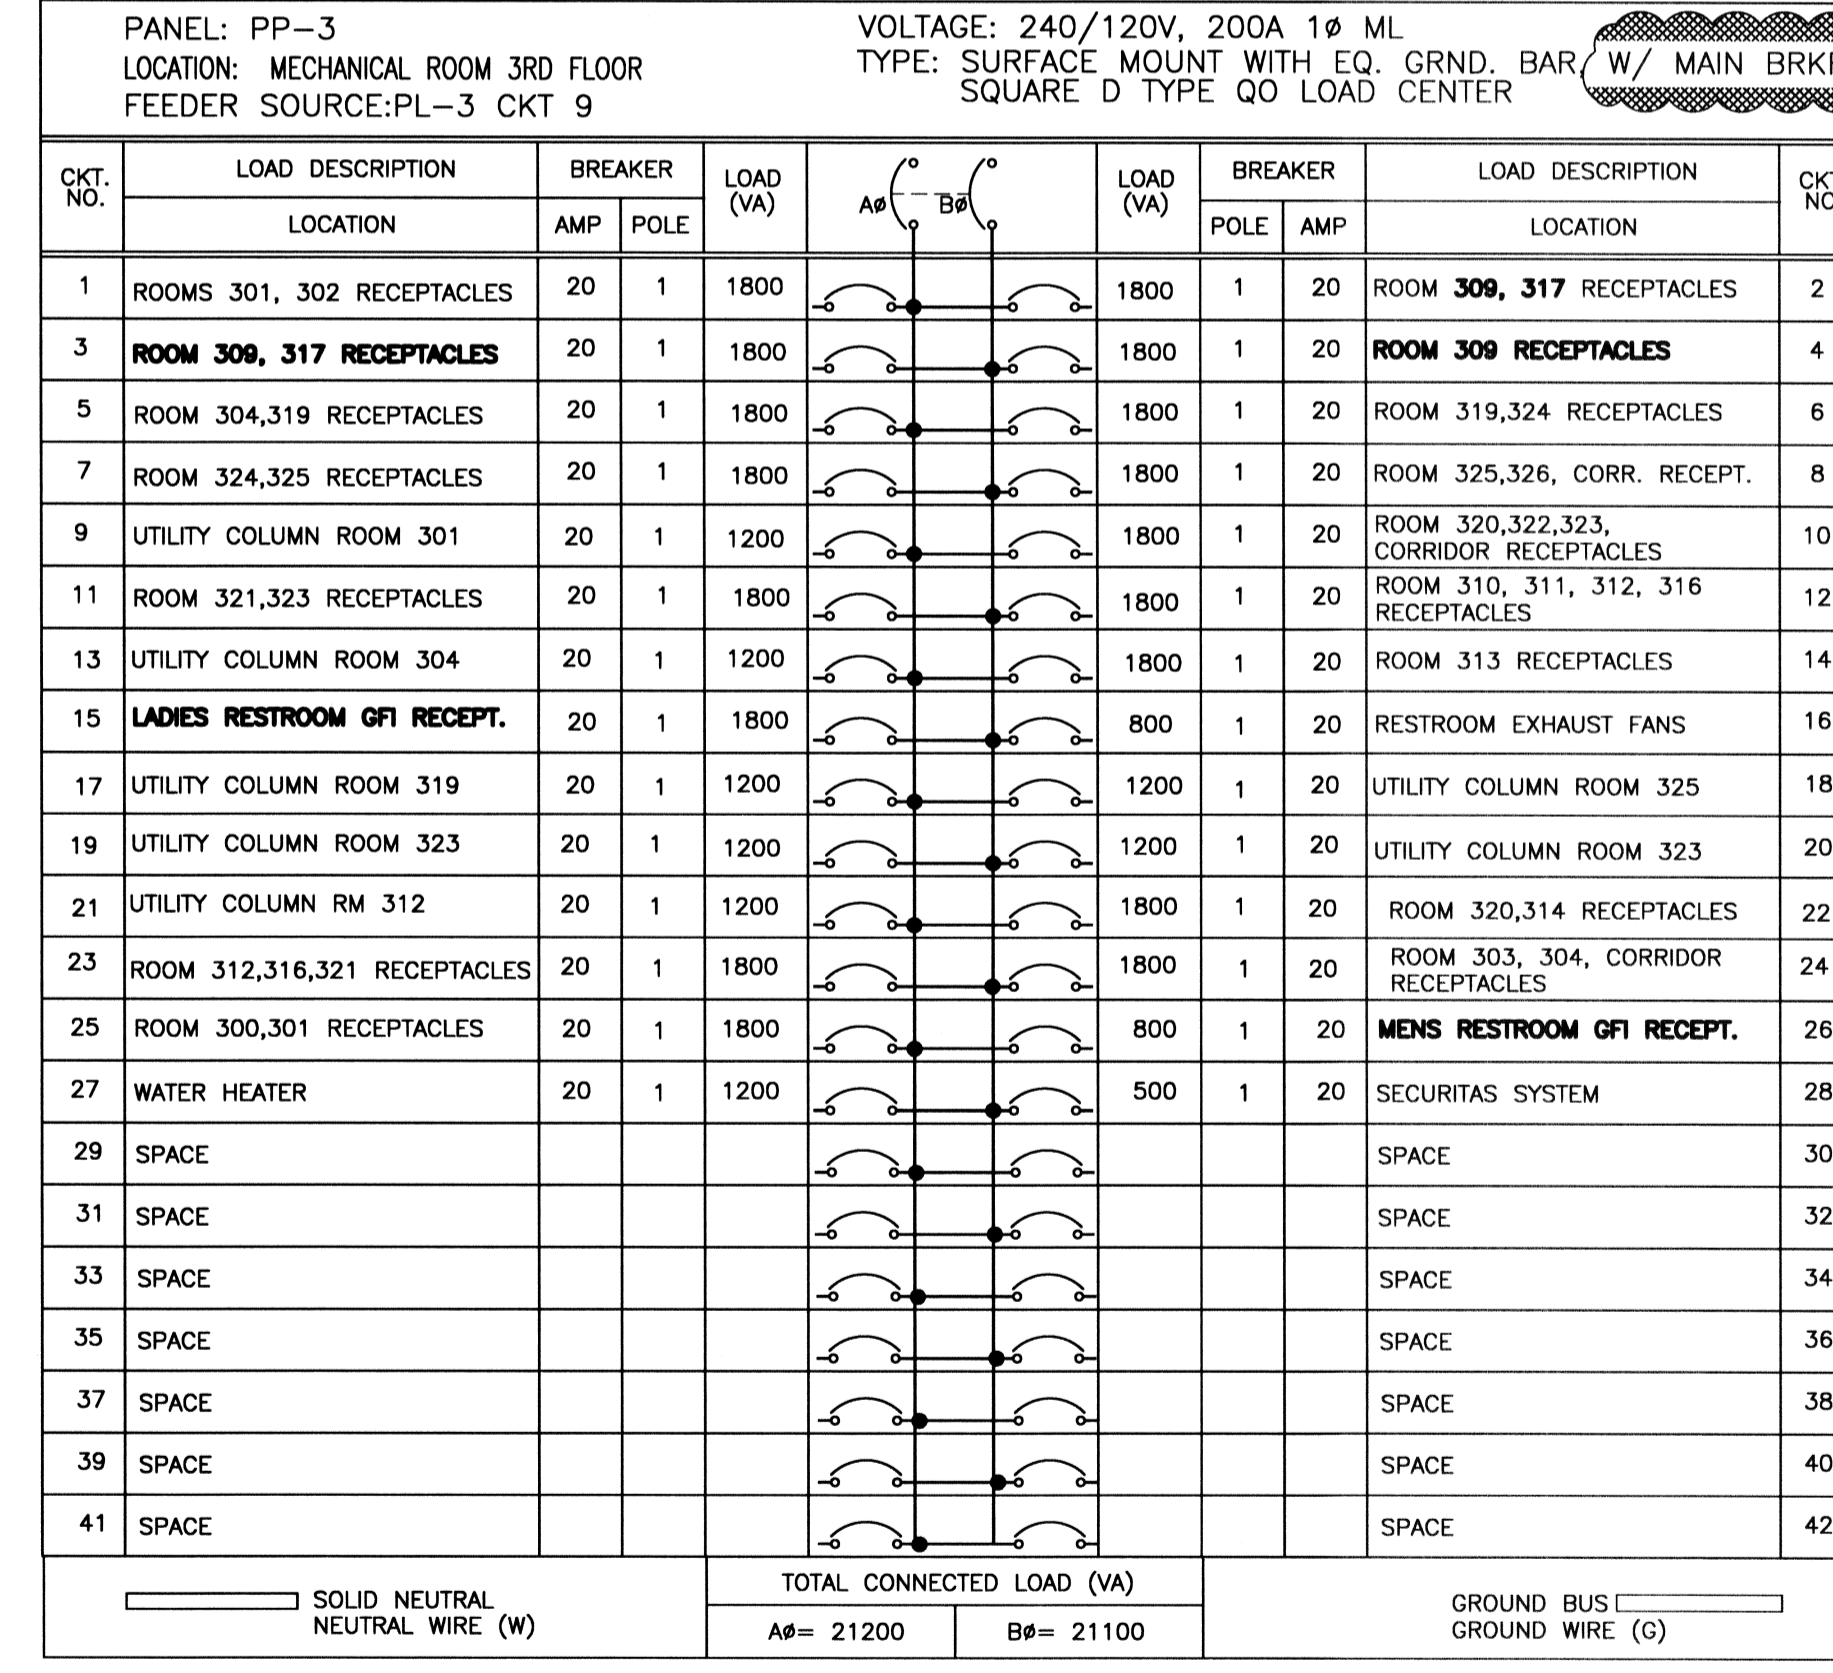 PANEL: PP-3
LOCATION: MECHANICAL ROOM 3RD FLOOR
FEEDER SOURCE:PL-3 CKT 9
VOLTAGE: 240/120V, 200A 1ø ML
TYPE: SURFACE MOUNT WITH EQ. GRND. BAR, W/ MAIN
SQUARE D TYPE QO LOAD CENTER
CKT. NO. LOAD DESCRIPTION BREAKER LOAD (VA) Aø Bø LOAD (VA) BREAKER LOAD DESCRIPTION
LOCATION AMP POLE POLE AMP LOCATION
1 ROOMS 301, 302 RECEPTACLES 20 1 1800 1800 1 20 ROOM 309, 317 RECEPTACLES 2
3 ROOM 309, 317 RECEPTACLES 20 1 1800 1800 1 20 ROOM 309 RECEPTACLES 4
5 ROOM 304,319 RECEPTACLES 20 1 1800 1800 1 20 ROOM 319,324 RECEPTACLES 6
7 ROOM 324,325 RECEPTACLES 20 1 1800 1800 1 20 ROOM 325,326, CORR. RECEPT. 8
9 UTILITY COLUMN ROOM 301 20 1 1200 1800 1 20 ROOM 320,322,323, 10
CORRIDOR RECEPTACLES
11 ROOM 321,323 RECEPTACLES 20 1 1800 1800 1 20 ROOM 310, 311, 312, 316 12
RECEPTACLES
13 UTILITY COLUMN ROOM 304 20 1 1200 1800 1 20 ROOM 313 RECEPTACLES 14
15 LADIES RESTROOM GFI RECEPT. 20 1 1800 800 1 20 RESTROOM EXHAUST FANS 16
17 UTILITY COLUMN ROOM 319 20 1 1200 1200 1 20 UTILITY COLUMN ROOM 325 18
19 UTILITY COLUMN ROOM 323 20 1 1200 1200 1 20 UTILITY COLUMN ROOM 323 20
21 UTILITY COLUMN RM 312 20 1 1200 1800 1 20 ROOM 320,314 RECEPTACLES 22
23 ROOM 312,316,321 RECEPTACLES 20 1 1800 1800 1 20 ROOM 303, 304, CORRIDOR 24
RECEPTACLES
25 ROOM 300,301 RECEPTACLES 20 1 1800 800 1 20 MENS RESTROOM GFI RECEPT. 26
27 WATER HEATER 20 1 1200 500 1 20 SECURITAS SYSTEM 28
29 SPACE SPACE 30
31 SPACE SPACE 32
33 SPACE SPACE 34
35 SPACE SPACE 36
37 SPACE SPACE 38
39 SPACE SPACE 40
41 SPACE SPACE 42
SOLID NEUTRAL
NEUTRAL WIRE (W)
TOTAL CONNECTED LOAD (VA)
Aø= 21200 Bø= 21100
GROUND BUS
GROUND WIRE (G)